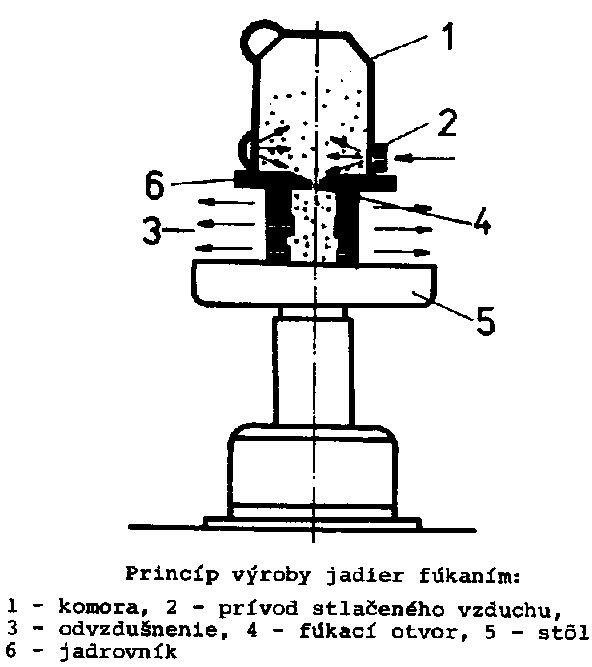 1
2
6
3
4
5
Princíp výroby jadier fúkaním:
1 - komora, 2 - prívod stlačeného vzduchu,
3 - odvzdušnenie, 4 - fúkací otvor, 5 - stôl
6 - jadrovník